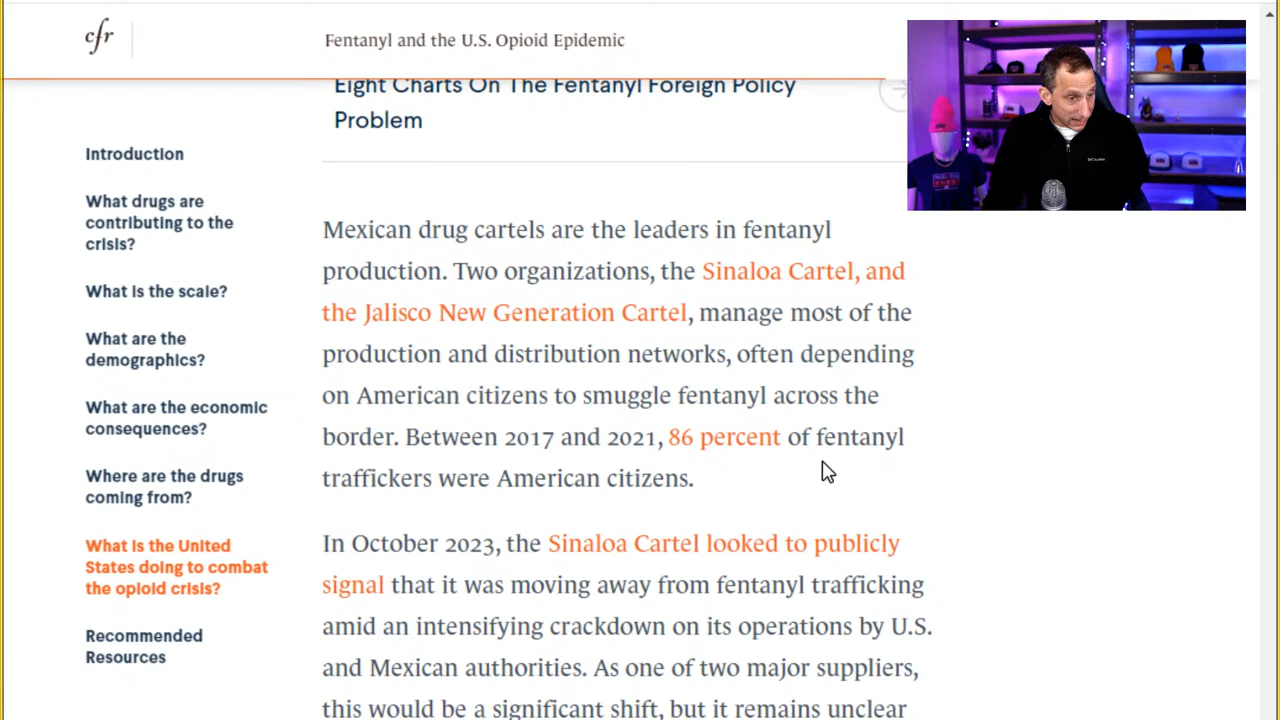 cfr
Fentanyl and the U.S. Opioid Epidemic
Eight Charts On The Fentanyl Foreign Policy
Problem
Introduction
What drugs are
contributing to the
crisis?
What is the scale?
What are the
demographics?
What are the economic
consequences?
Where are the drugs
coming from?
What is the United
States doing to combat
the opioid crisis?
Recommended
Resources
Mexican drug cartels are the leaders in fentanyl
production. Two organizations, the Sinaloa Cartel, and
the Jalisco New Generation Cartel, manage most of the
production and distribution networks, often depending
on American citizens to smuggle fentanyl across the
border. Between 2017 and 2021, 86 percent of fentanyl
traffickers were American citizens.
In October 2023, the Sinaloa Cartel looked to publicly
signal that it was moving away from fentanyl trafficking
amid an intensifying crackdown on its operations by U.S.
and Mexican authorities. As one of two major suppliers,
this would be a significant shift, but it remains unclear